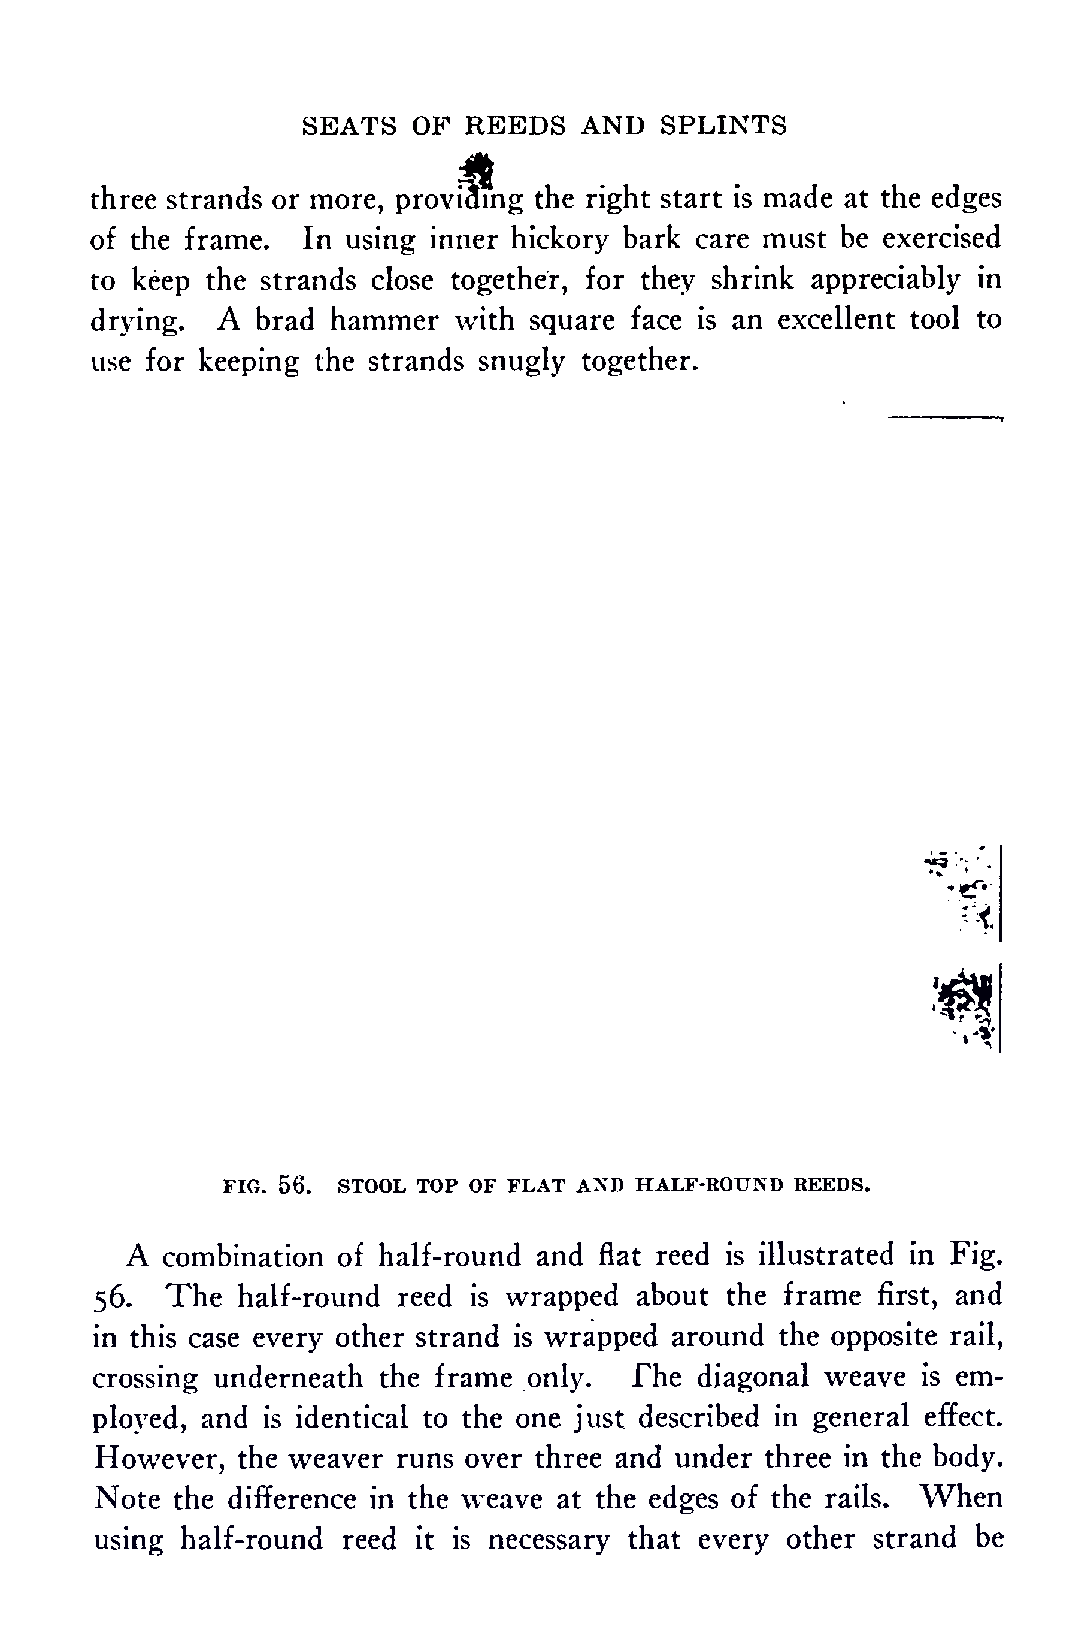 SEATS OF REEDS AND SPLINTS
three strands or more, providing the right start is made at the edges
of the frame. In using inner hickory bark care must be exercised
to keep the strands close together, for they shrink appreciably in
drying. A brad hammer with square face is an excellent tool to
use for keeping the strands snugly together.
FIG. 56. STOOL TOP OF FLAT AND HALF-ROUND REEDS.
A combination of half-round and flat reed is illustrated in Fig.
56. The half-round reed is wrapped about the frame first, and
in this case every other strand is wrapped around the opposite rail,
crossing underneath the frame only. The diagonal weave is em-
ployed, and is identical to the one just described in general effect.
However, the weaver runs over three and under three in the body.
Note the difference in the weave at the edges of the rails. When
using half-round reed it is necessary that every other strand be